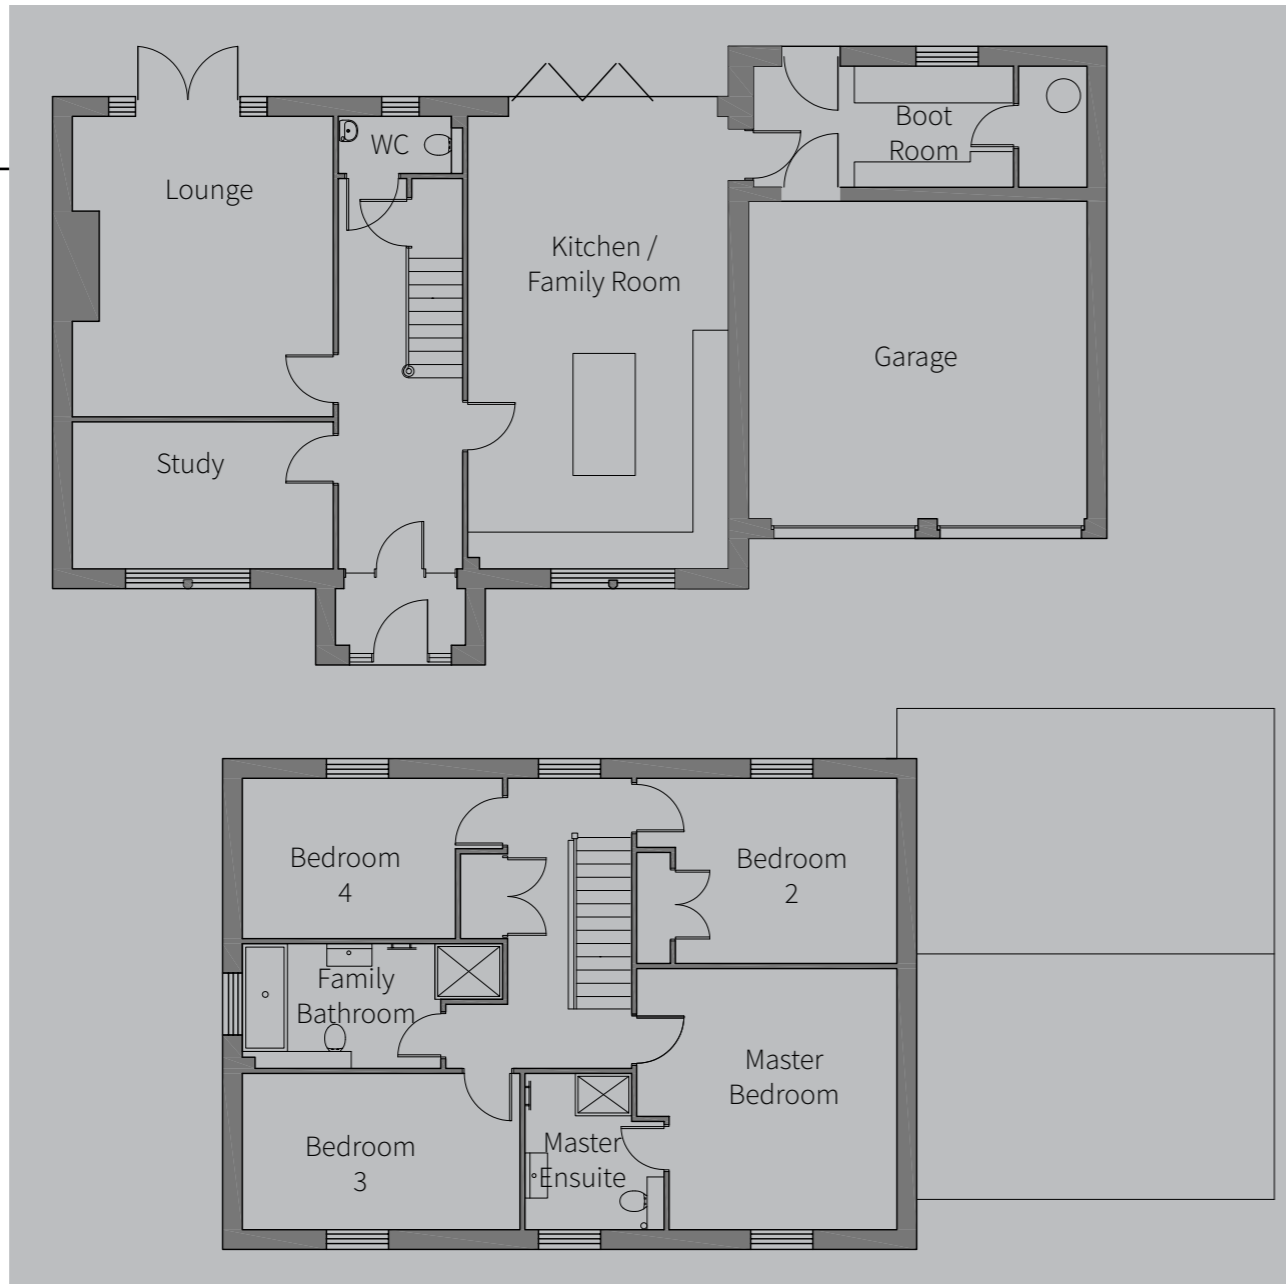 WC
Boot
Room
Lounge
Kitchen /
Family Room
Garage
Study
Bedroom
4
Bedroom
2
Family
Bathroom
Master
Bedroom
Bedroom
3
Master
Ensuite